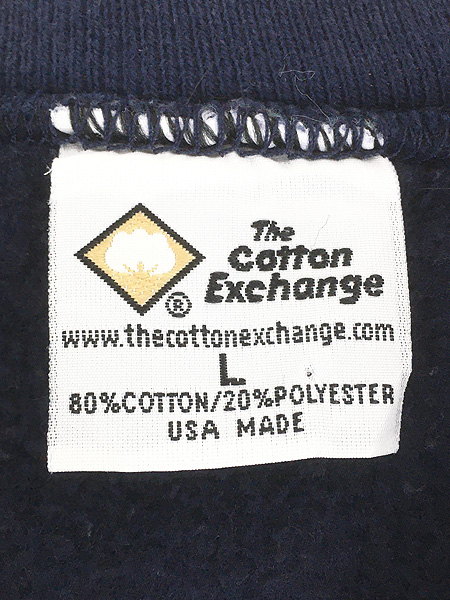 The
Cotton
Exchange
®
www.thecottonexchange.com
L
80%COTTON/20%POLYESTER
USA MADE